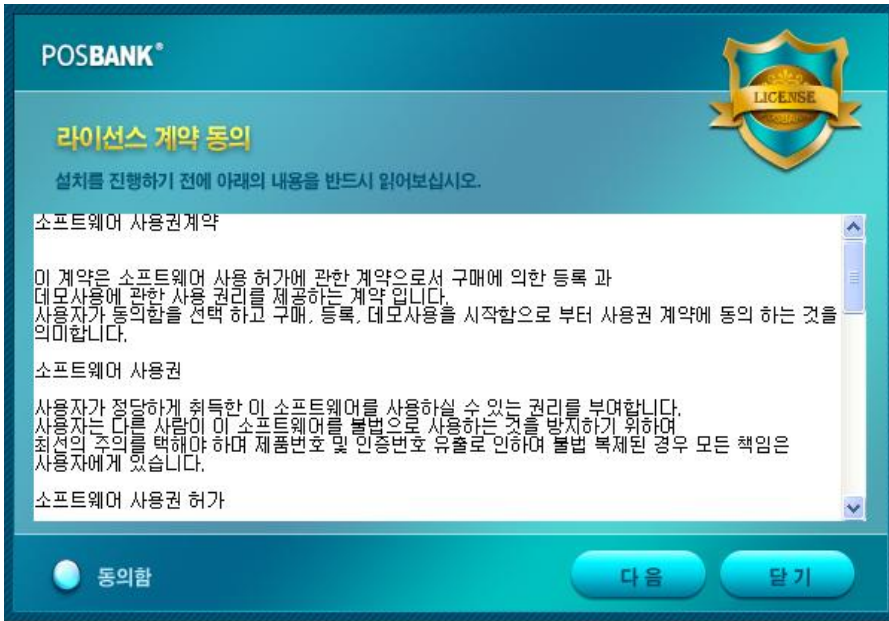 POSBANK®
LICENSE
라이선스 계약 동의
설치를 진행하기 전에 아래의 내용을 반드시 읽어보십시오.
소프트웨어 사용권계약
이 계약은 소프트웨어 사용 허가에 관한 계약으로서 구매에 의한 등록 과
데모사용에 관한 사용 권리를 제공하는 계약 입니다.
사용자가 동의함을 선택 하고 구매, 등록, 데모사용을 시작함으로 부터 사용권 계약에 동의 하는 것을
의미합니다.
소프트웨어 사용권
사용자가 정당하게 취득한 이 소프트웨어를 사용하실 수 있는 권리를 부여합니다.
사용자는 다른 사람이 이 소프트웨어를 불법으로 사용하는 것을 방지하기 위하여
최선의 주의를 택해야 하며 제품번호 및 인증번호 유출로 인하여 불법 복제된 경우 모든 책임은
사용자에게 있습니다.
소프트웨어 사용권 허가
동의함
다음
닫기